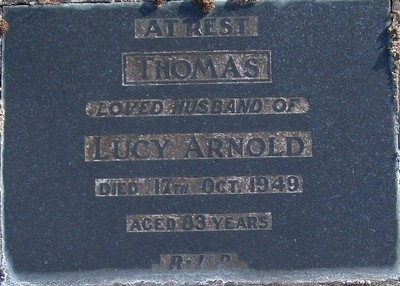 AT REST
THOMAS
LOVED HUSBAND OF
LUCY ARNOLD
DIED 17TH OCT. 1949
AGED 83 YEARS
R.I.P.